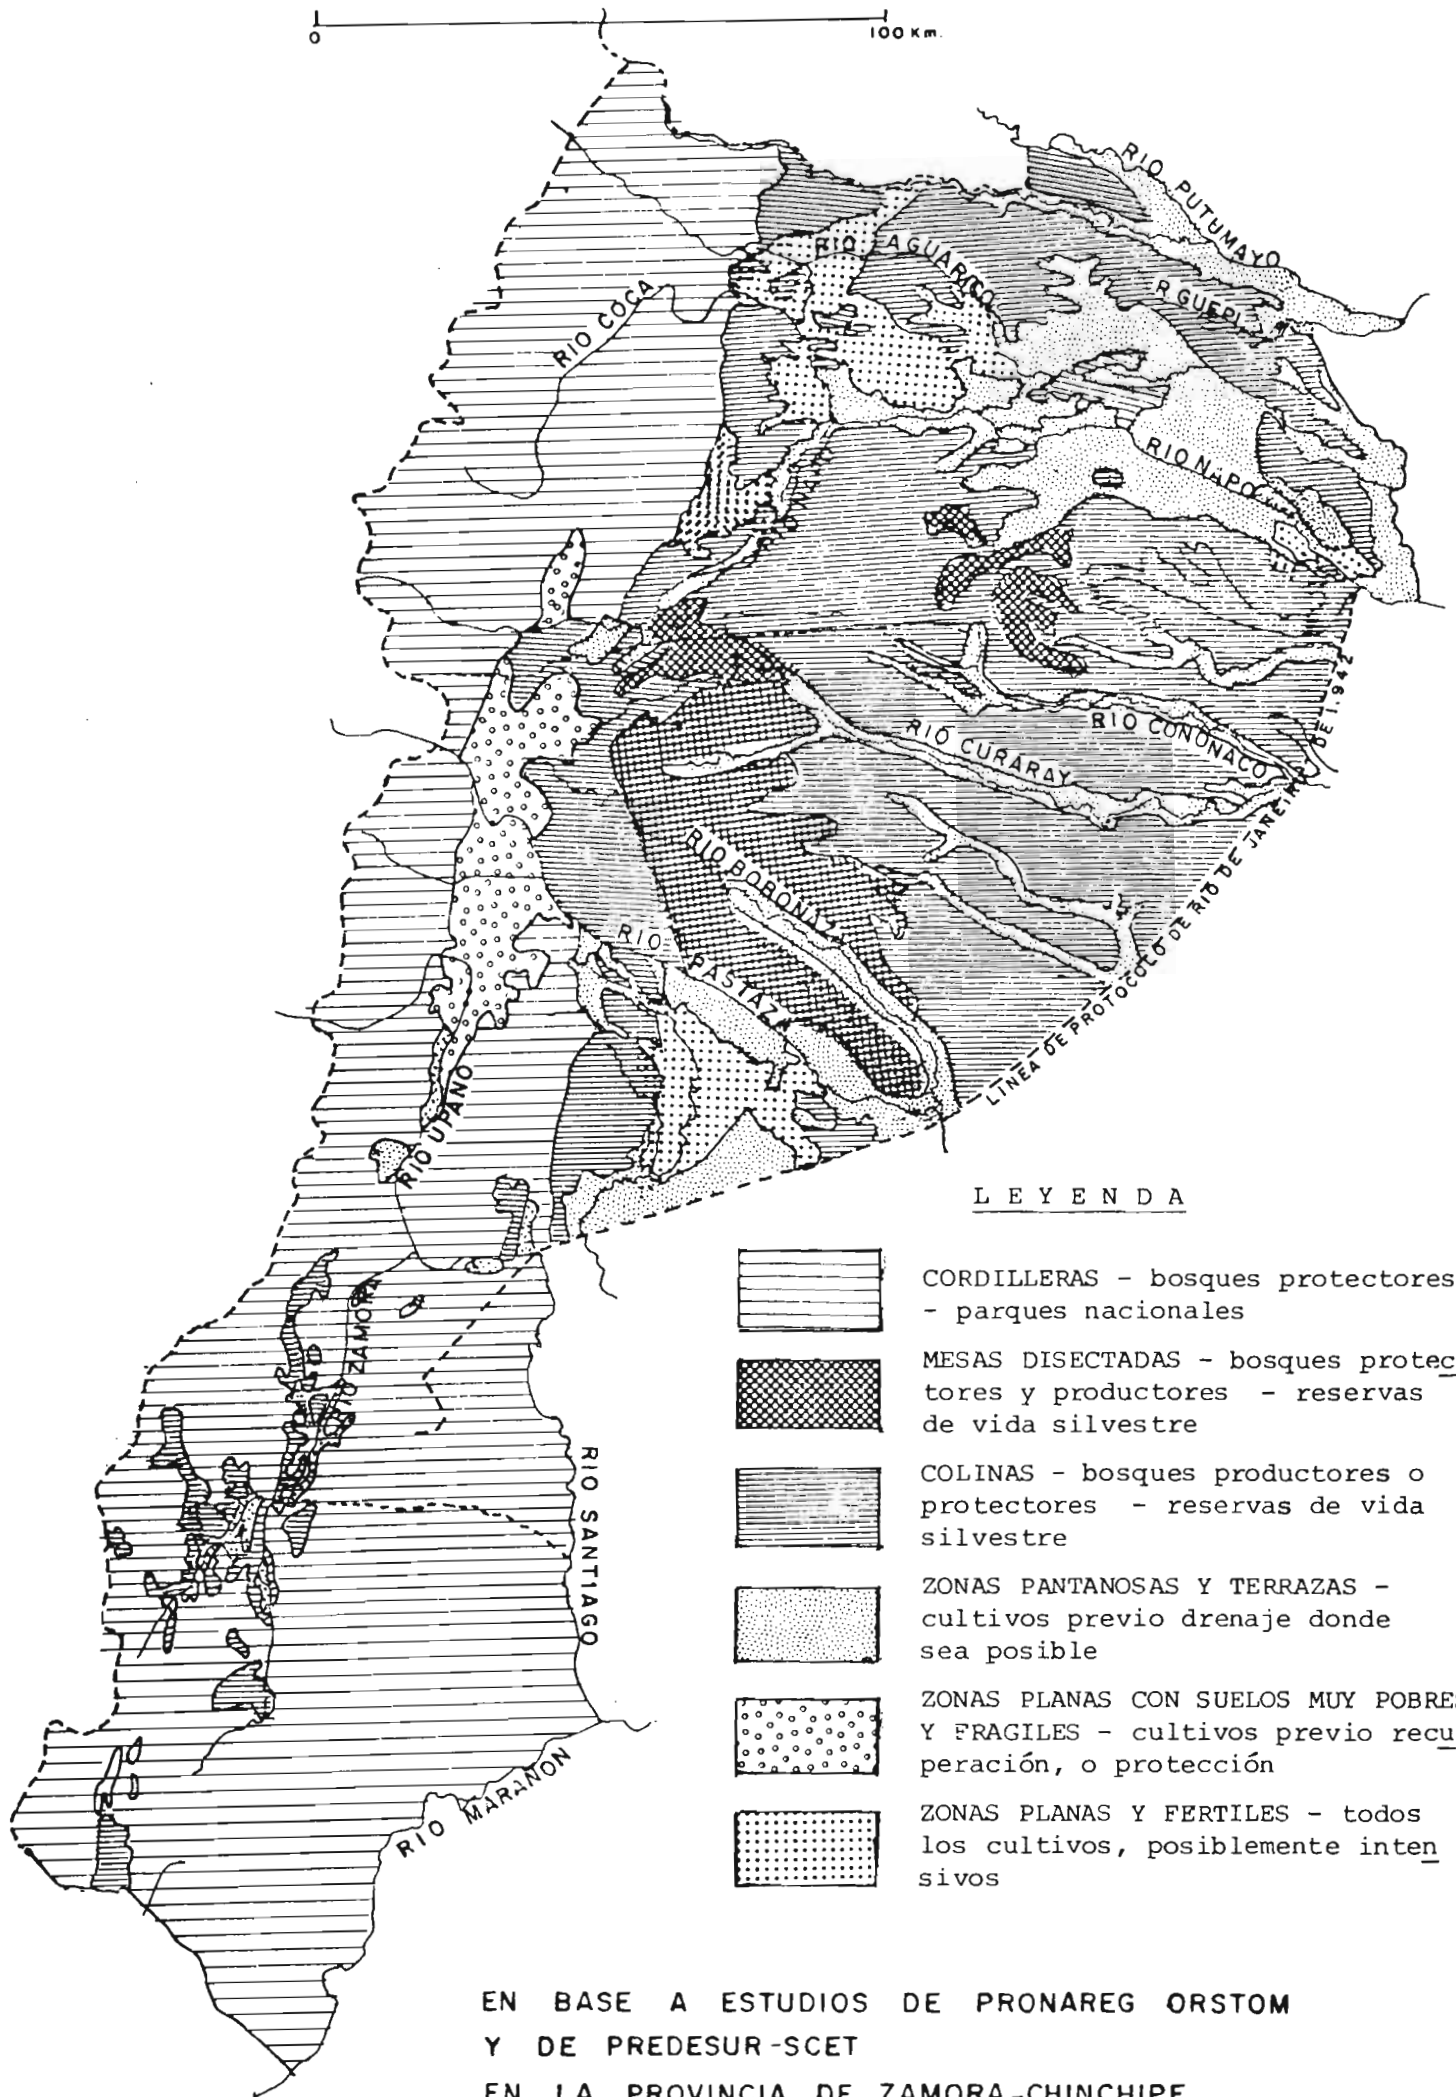 0 100 Km.
RIO PUTUMAYO
RIO AGUARICO
R GUEPI
RIO COCA
RIO NAPO
RIO CONONACO
RIO CURARAY
RIO BOBONAZA
RIO PASTAZA
LINEA DE PROTOCOLO DE RIO DE JANEIRO DE 1.942
RIO UPANO
RIO ZAMORA
RIO SANTIAGO
RIO MARAÑON
LEYENDA
CORDILLERAS - bosques protectores
- parques nacionales
MESAS DISECTADAS - bosques protec
tores y productores - reservas
de vida silvestre
COLINAS - bosques productores o
protectores - reservas de vida
silvestre
ZONAS PANTANOSAS Y TERRAZAS -
cultivos previo drenaje donde
sea posible
ZONAS PLANAS CON SUELOS MUY POBRES
Y FRAGILES - cultivos previo recu
peración, o protección
ZONAS PLANAS Y FERTILES - todos
los cultivos, posiblemente inten
sivos
EN BASE A ESTUDIOS DE PRONAREG ORSTOM
Y DE PREDESUR-SCET
EN LA PROVINCIA DE ZAMORA-CHINCHIPE